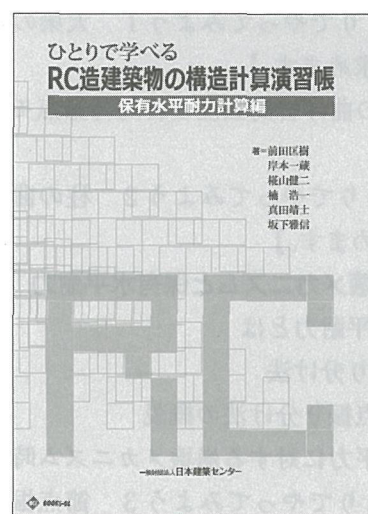 ひとりで学べる
RC造建築物の構造計算演習帳
保有水平耐力計算編
著=前田匡樹
岸本一蔵
椛山健二
楠 浩一
真田靖士
坂下雅信
RC
一般財団法人日本建築センター